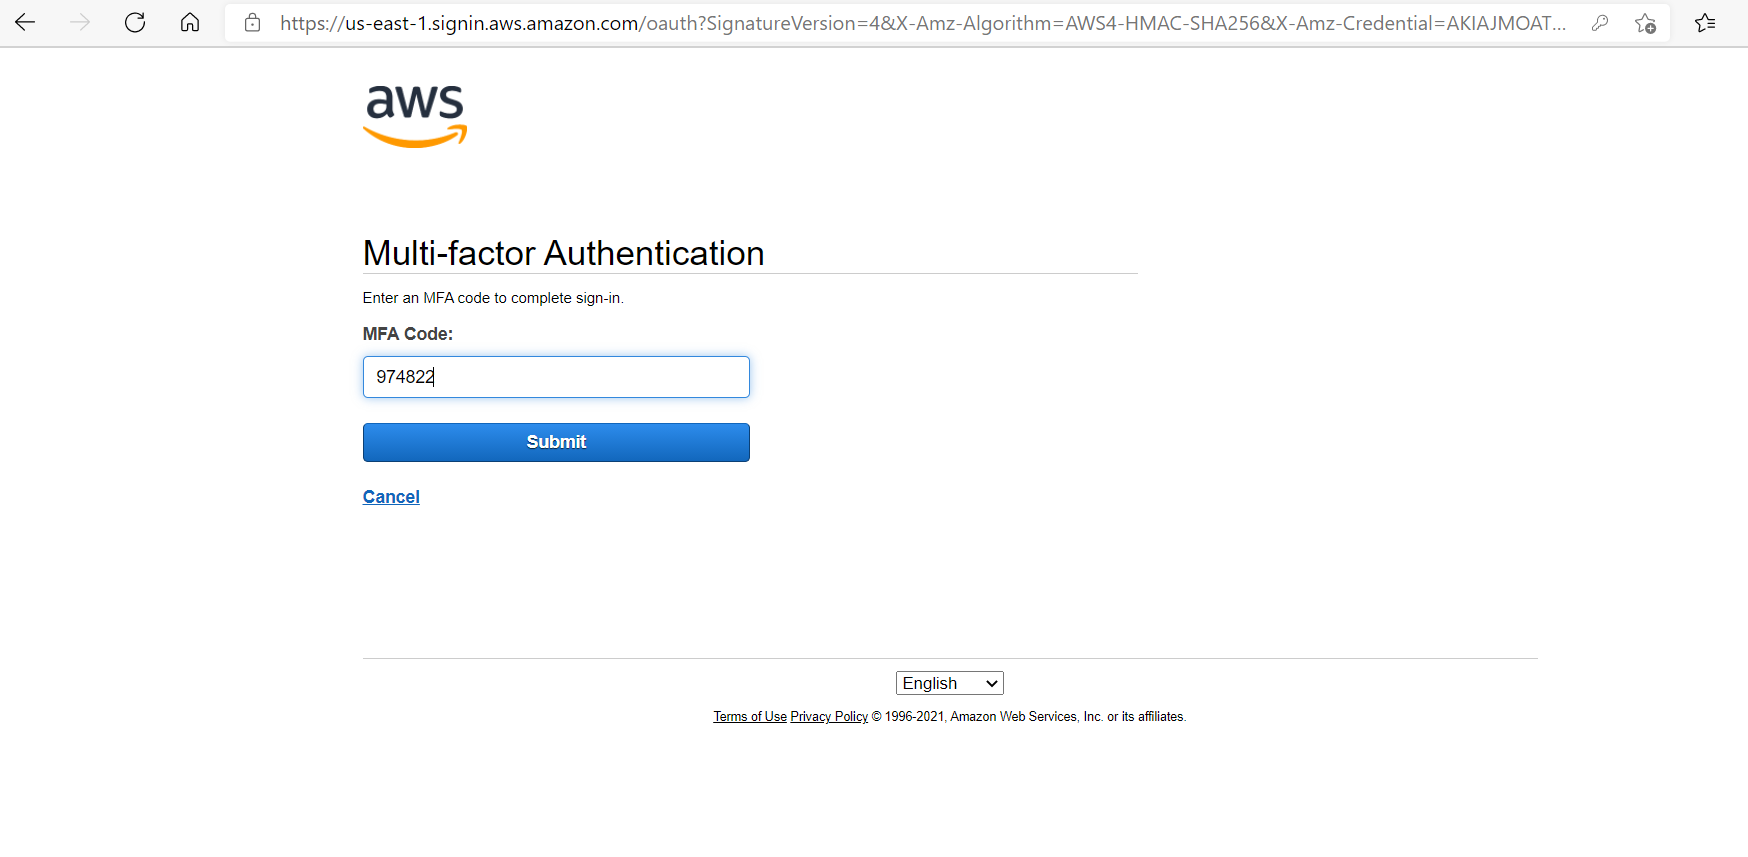 https://us-east-1.signin.aws.amazon.com/oauth?SignatureVersion=4&X-Amz-Algorithm=AWS4-HMAC-SHA256&X-Amz-Credential=AKIAJMOAT...
aws
Multi-factor Authentication
Enter an MFA code to complete sign-in.
MFA Code:
974822
Submit
Cancel
English
Terms of Use Privacy Policy © 1996-2021, Amazon Web Services, Inc. or its affiliates.